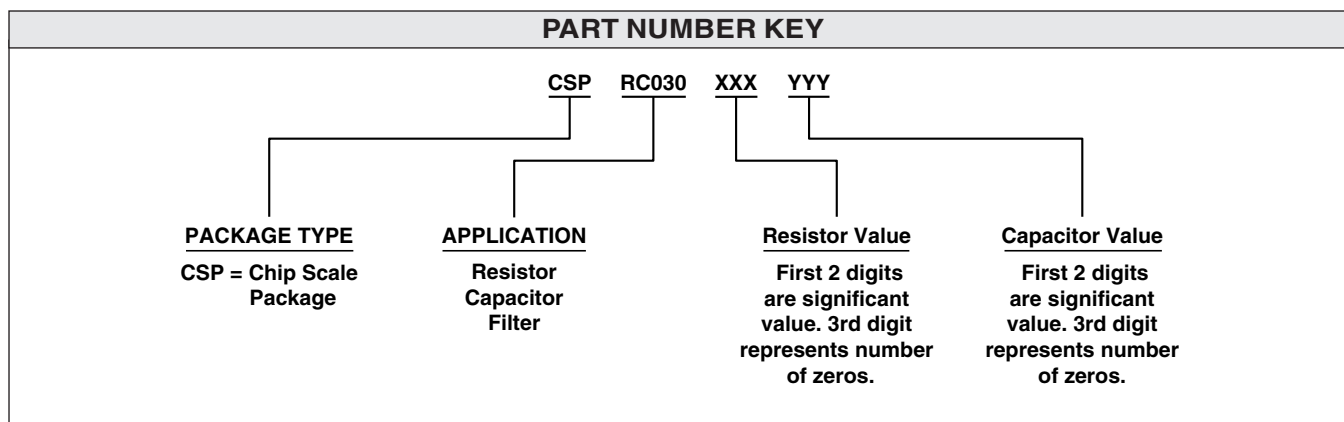 PART NUMBER KEY
CSP RC030 XXX YYY
PACKAGE TYPE
CSP = Chip Scale
Package
APPLICATION
Resistor
Capacitor
Filter
Resistor Value
First 2 digits
are significant
value. 3rd digit
represents number
of zeros.
Capacitor Value
First 2 digits
are significant
value. 3rd digit
represents number
of zeros.